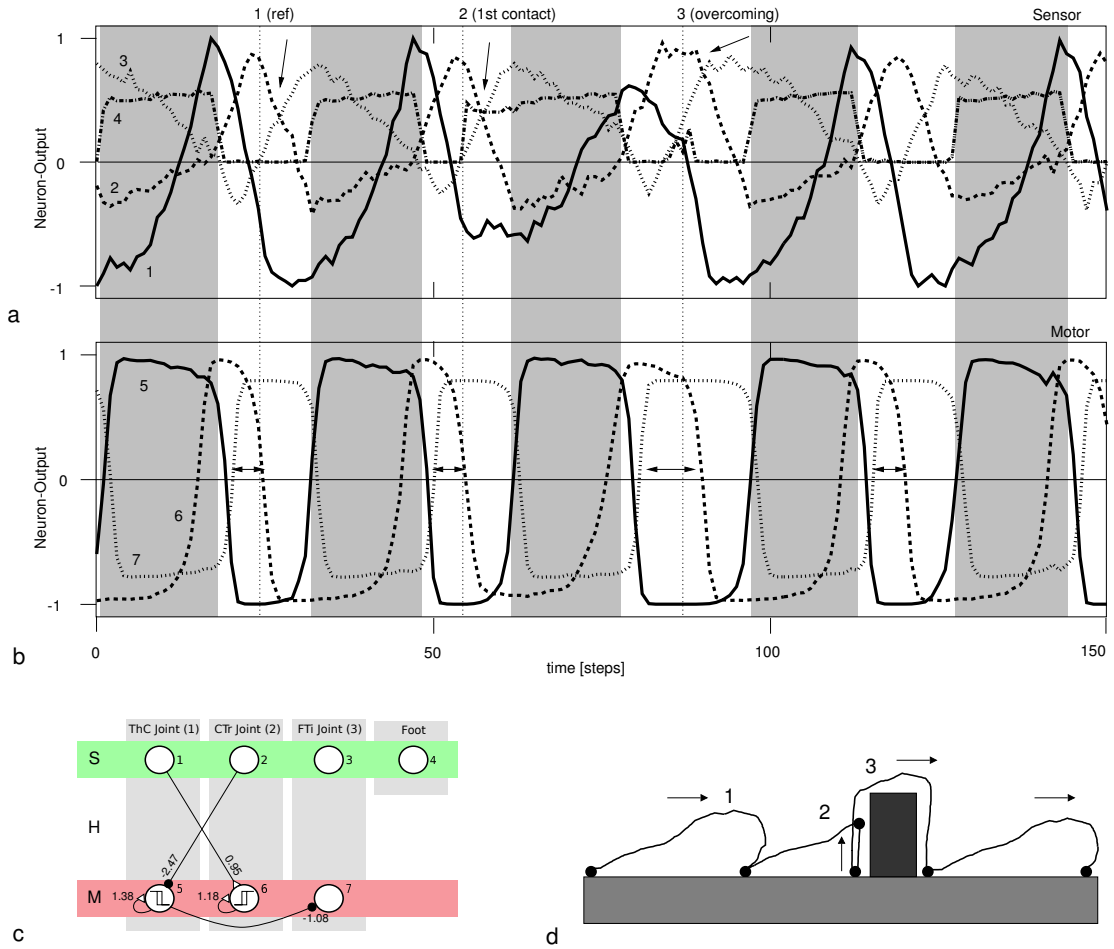 1 (ref)
2 (1st contact)
3 (overcoming)
Sensor
1
0
-1
Neuron-Output
3
4
2
1
a
Motor
1
0
-1
Neuron-Output
5
6
7
b
0
50
100
150
time [steps]
ThC Joint (1)
CTr Joint (2)
FTi Joint (3)
Foot
S
1
2
3
4
H
-2.47
0.95
M
1.38
5
1.18
6
7
-1.08
c
1
2
3
d